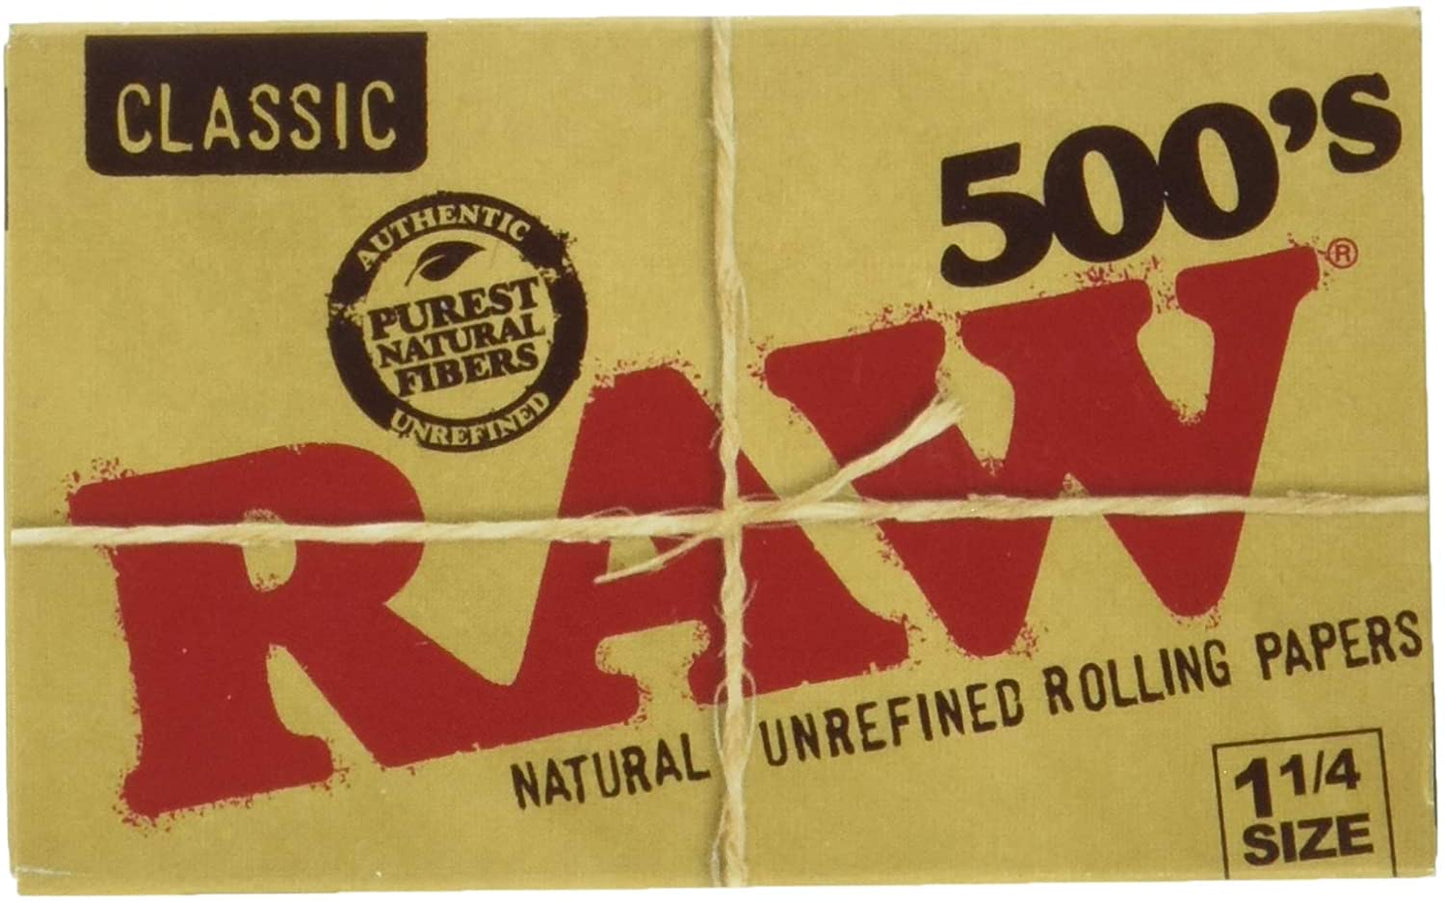 CLASSIC
500's
AUTHENTIC
PUREST
NATURAL
FIBERS
UNREFINED
RAW®
NATURAL UNREFINED ROLLING PAPERS
1 1/4
SIZE